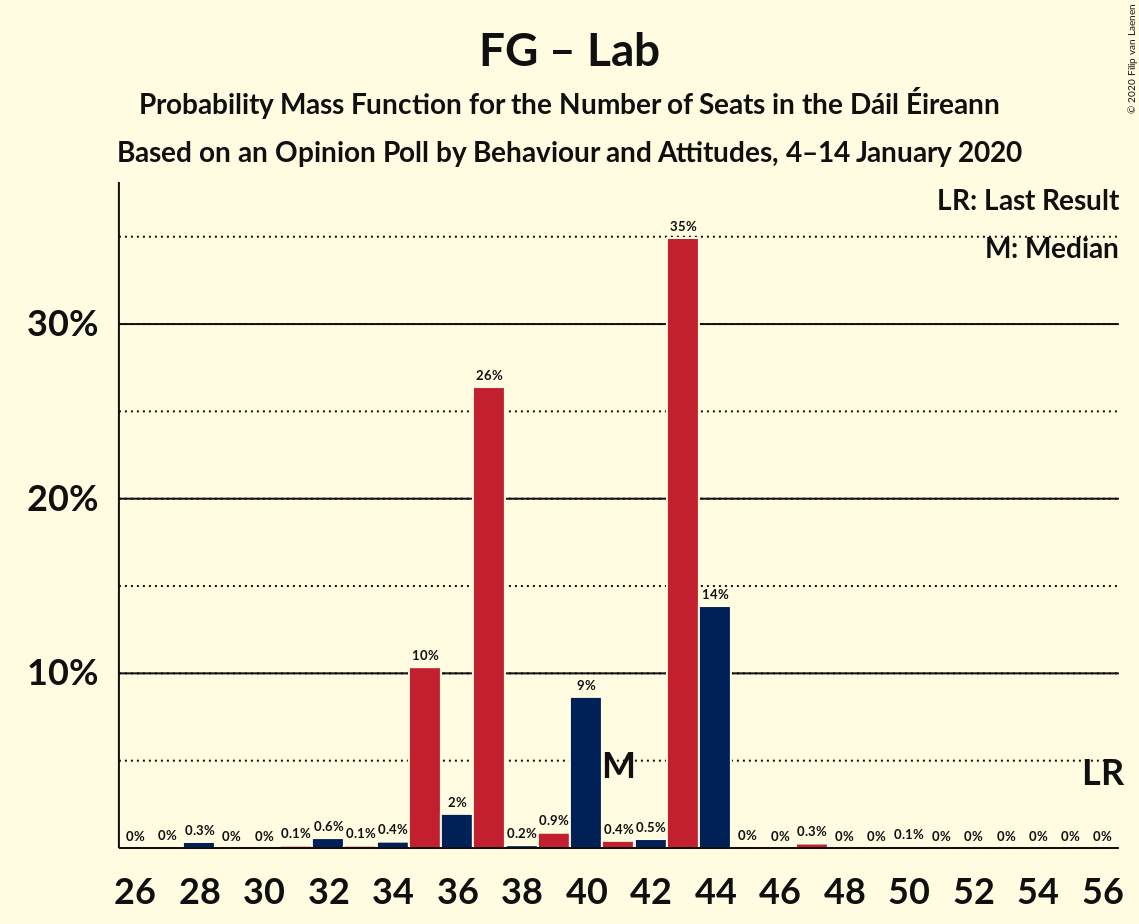 FG – Lab
Probability Mass Function for the Number of Seats in the Dáil Éireann
Based on an Opinion Poll by Behaviour and Attitudes, 4–14 January 2020
© 2020 Filip van Laenen
LR: Last Result
M: Median
35%
30%
26%
20%
14%
10%
10%
9%
M
LR
2%
0% 0% 0.3% 0% 0% 0.1% 0.6% 0.1% 0.4% 0.2% 0.9% 0.4% 0.5% 0% 0% 0.3% 0% 0% 0.1% 0% 0% 0% 0% 0% 0%
26 28 30 32 34 36 38 40 42 44 46 48 50 52 54 56